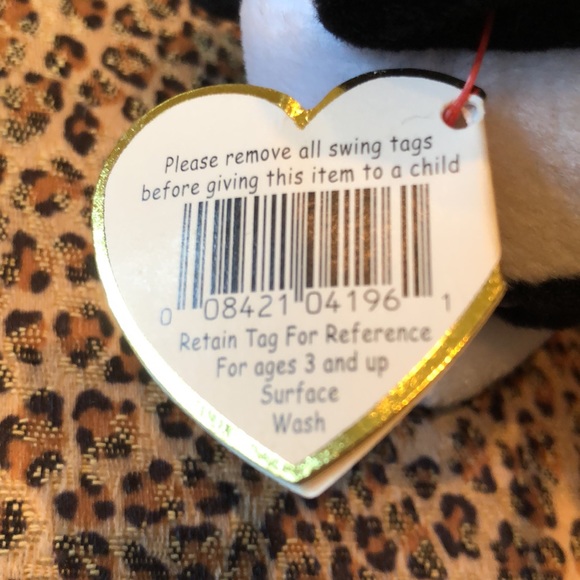 Please remove all swing tags
before giving this item to a child
0 08421 04196 1
Retain Tag For Reference
For ages 3 and up
Surface
Wash